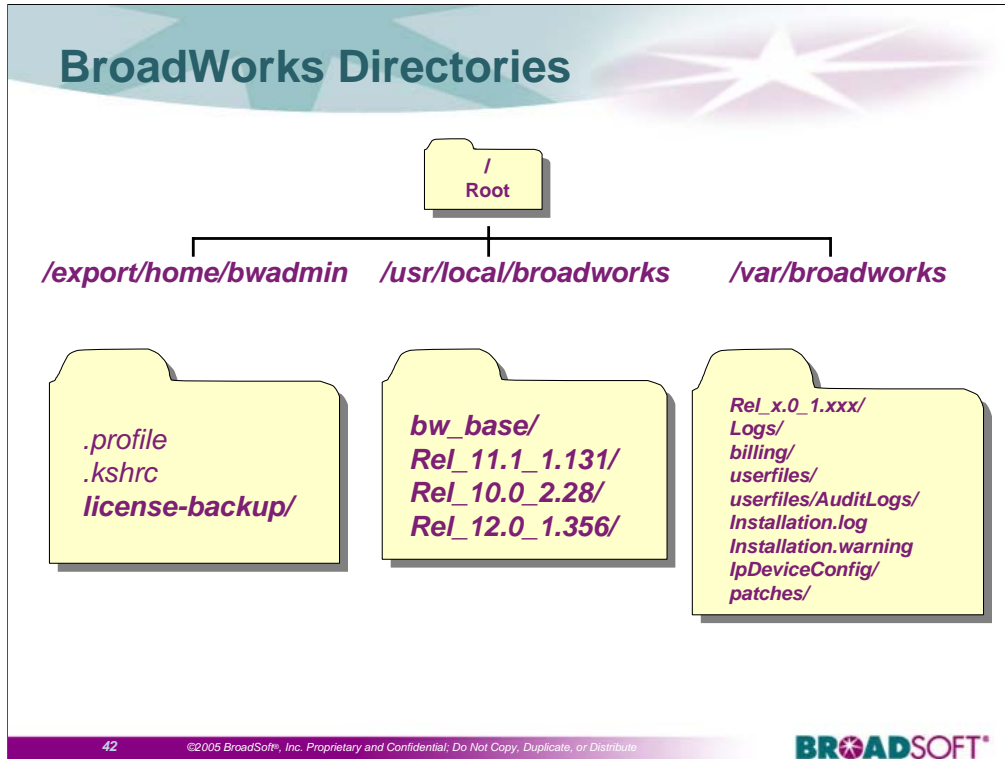 BroadWorks Directories
/
Root
/export/home/bwadmin
/usr/local/broadworks
/var/broadworks
.profile
.kshrc
license-backup/
bw_base/
Rel_11.1_1.131/
Rel_10.0_2.28/
Rel_12.0_1.356/
Rel_x.0_1.xxx/
Logs/
billing/
userfiles/
userfiles/AuditLogs/
Installation.log
Installation.warning
IpDeviceConfig/
patches/
42
©2005 BroadSoft®, Inc. Proprietary and Confidential; Do Not Copy, Duplicate, or Distribute
BROADSOFT